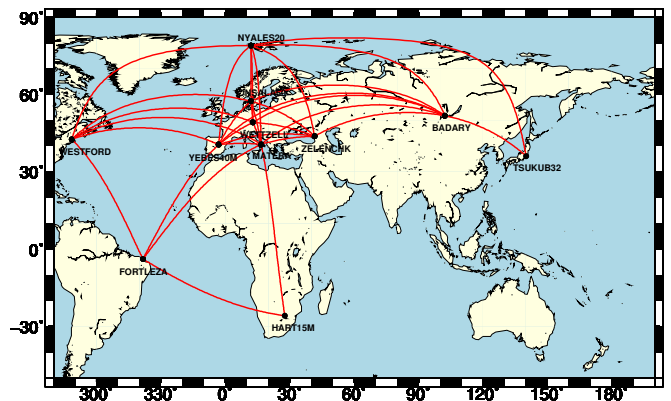 90°
NYALES20
60°
BADARY
WESTFORD
YEBES40M
MATERA
ZELENCHK
TSUKUB32
30°
0°
FORTLEZA
HART15M
−30°
300° 330° 0° 30° 60° 90° 120° 150° 180°